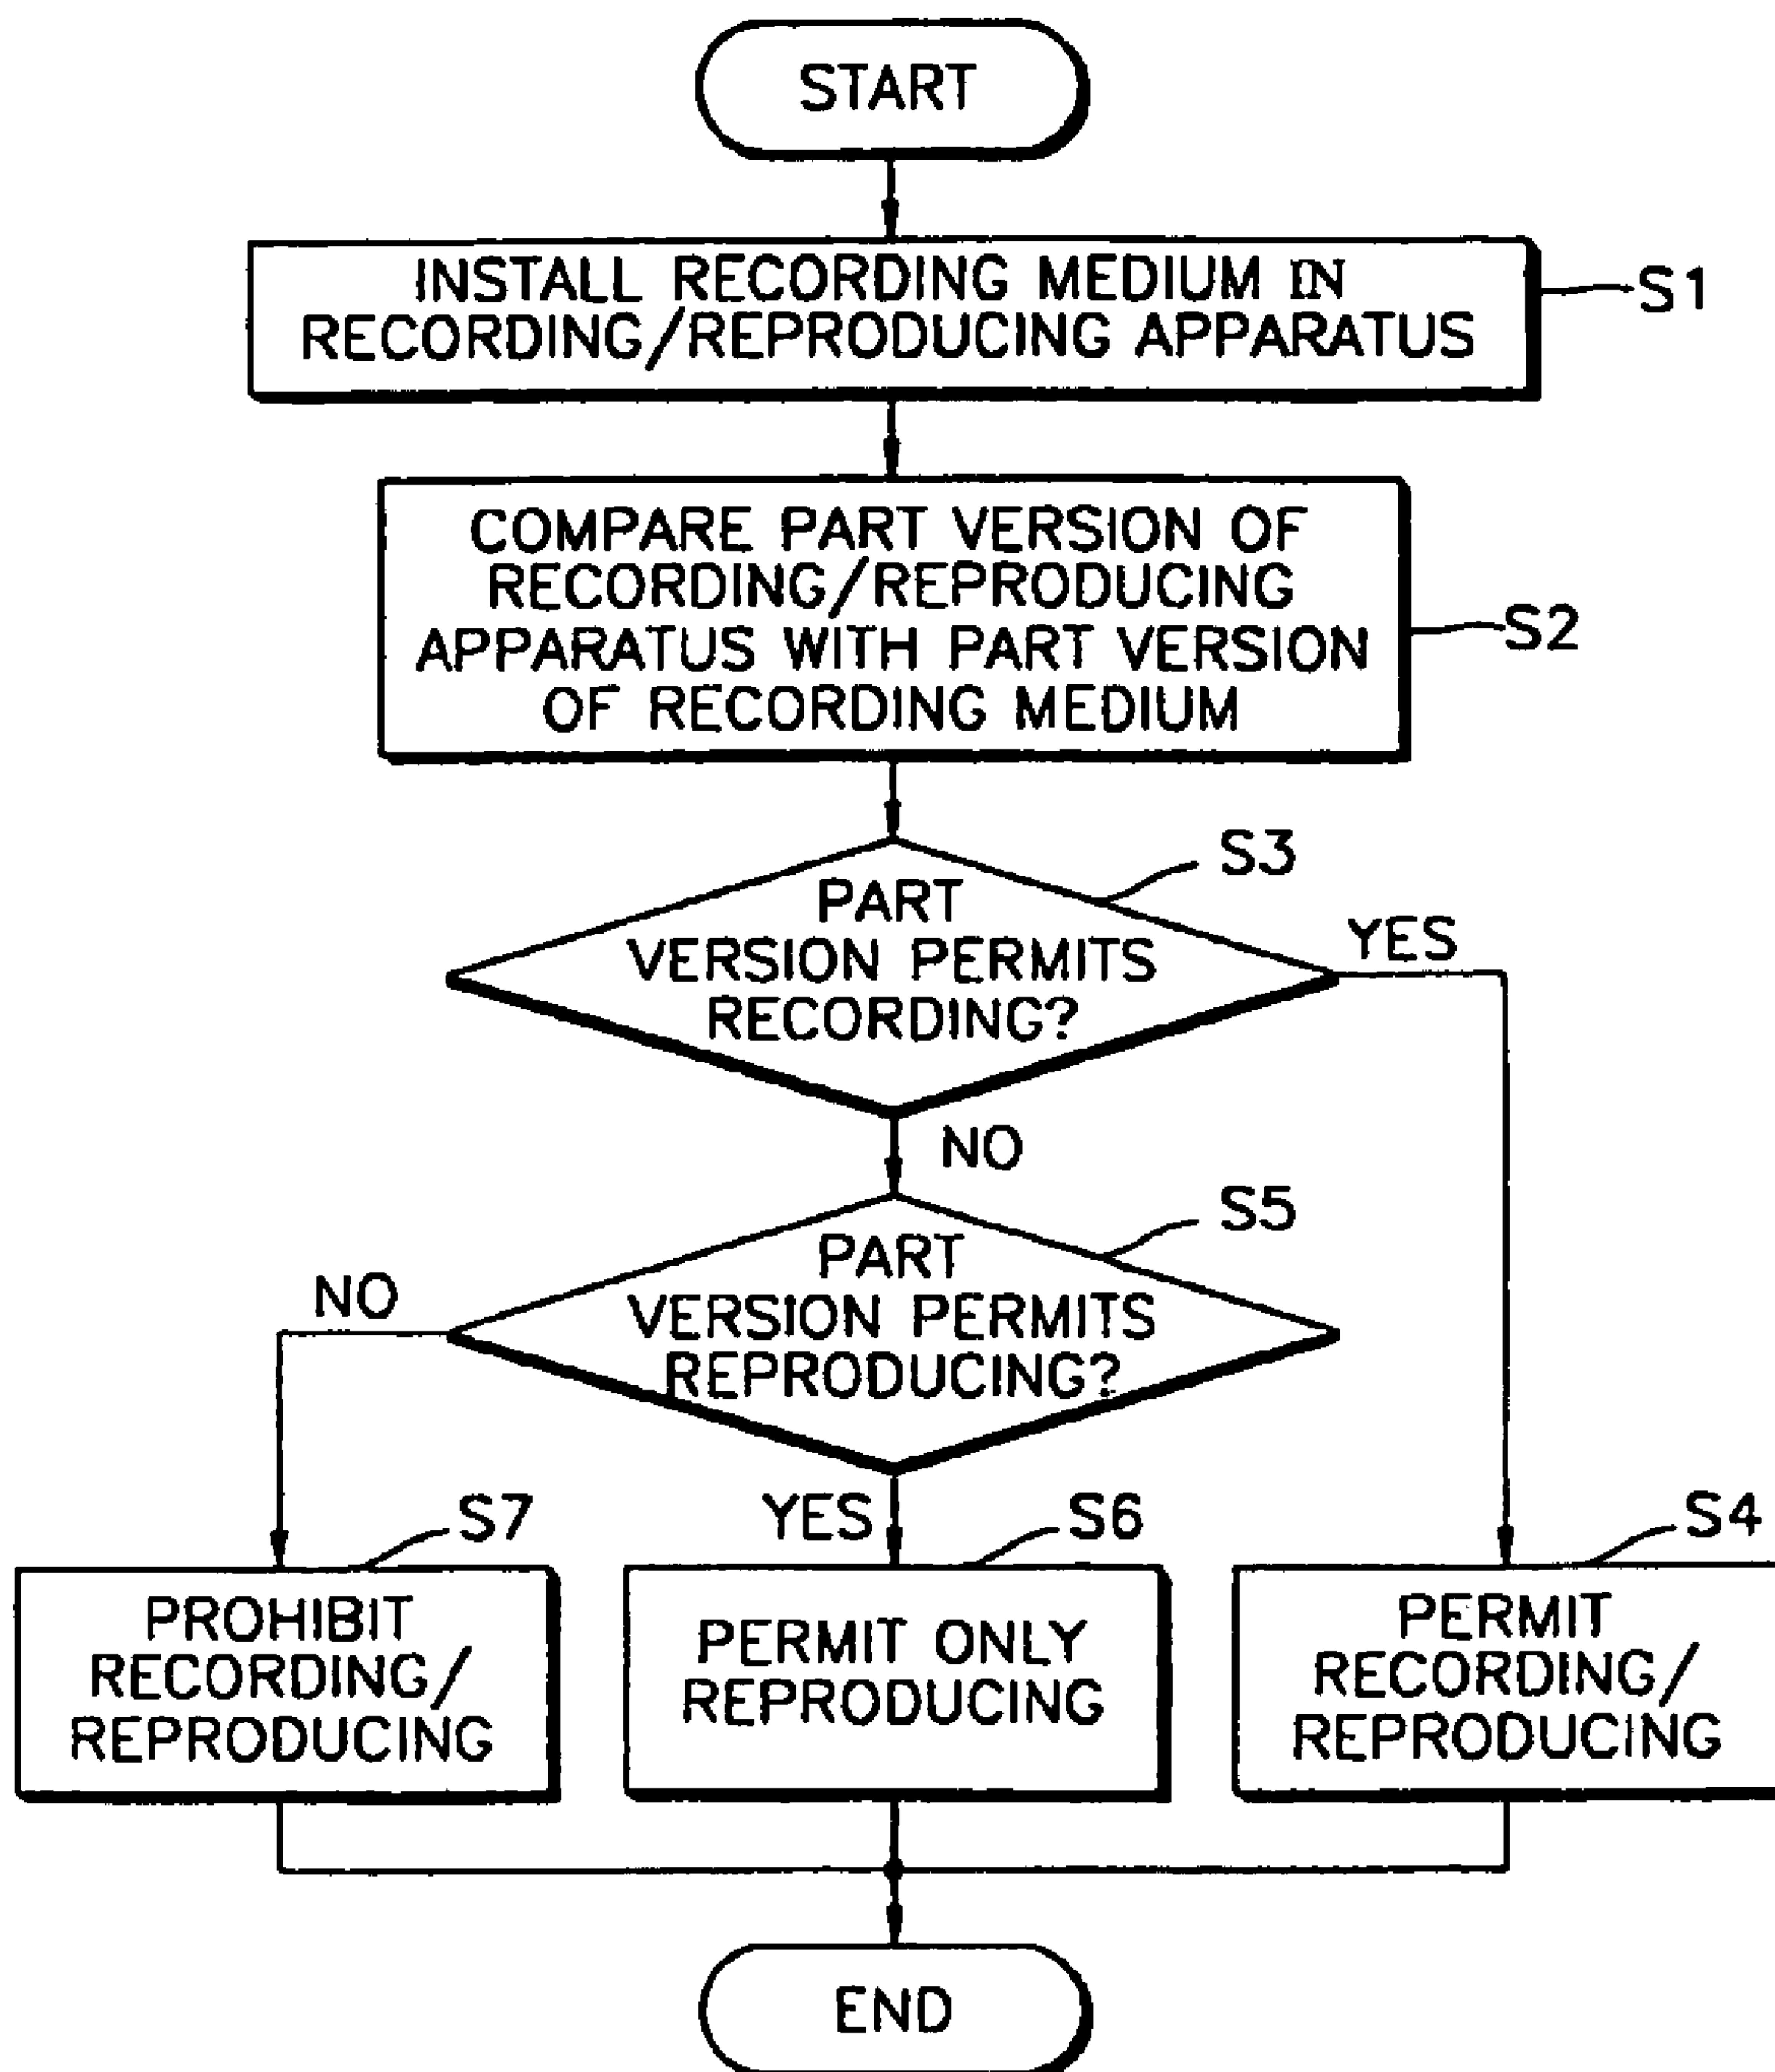 START
INSTALL RECORDING MEDIUM IN
RECORDING/REPRODUCING APPARATUS
S1
COMPARE PART VERSION OF
RECORDING/REPRODUCING
APPARATUS WITH PART VERSION
OF RECORDING MEDIUM
S2
S3
PART
VERSION PERMITS
RECORDING?
YES
NO
S5
PART
VERSION PERMITS
REPRODUCING?
NO
YES
S7
PROHIBIT
RECORDING/
REPRODUCING
S6
PERMIT ONLY
REPRODUCING
S4
PERMIT
RECORDING/
REPRODUCING
END